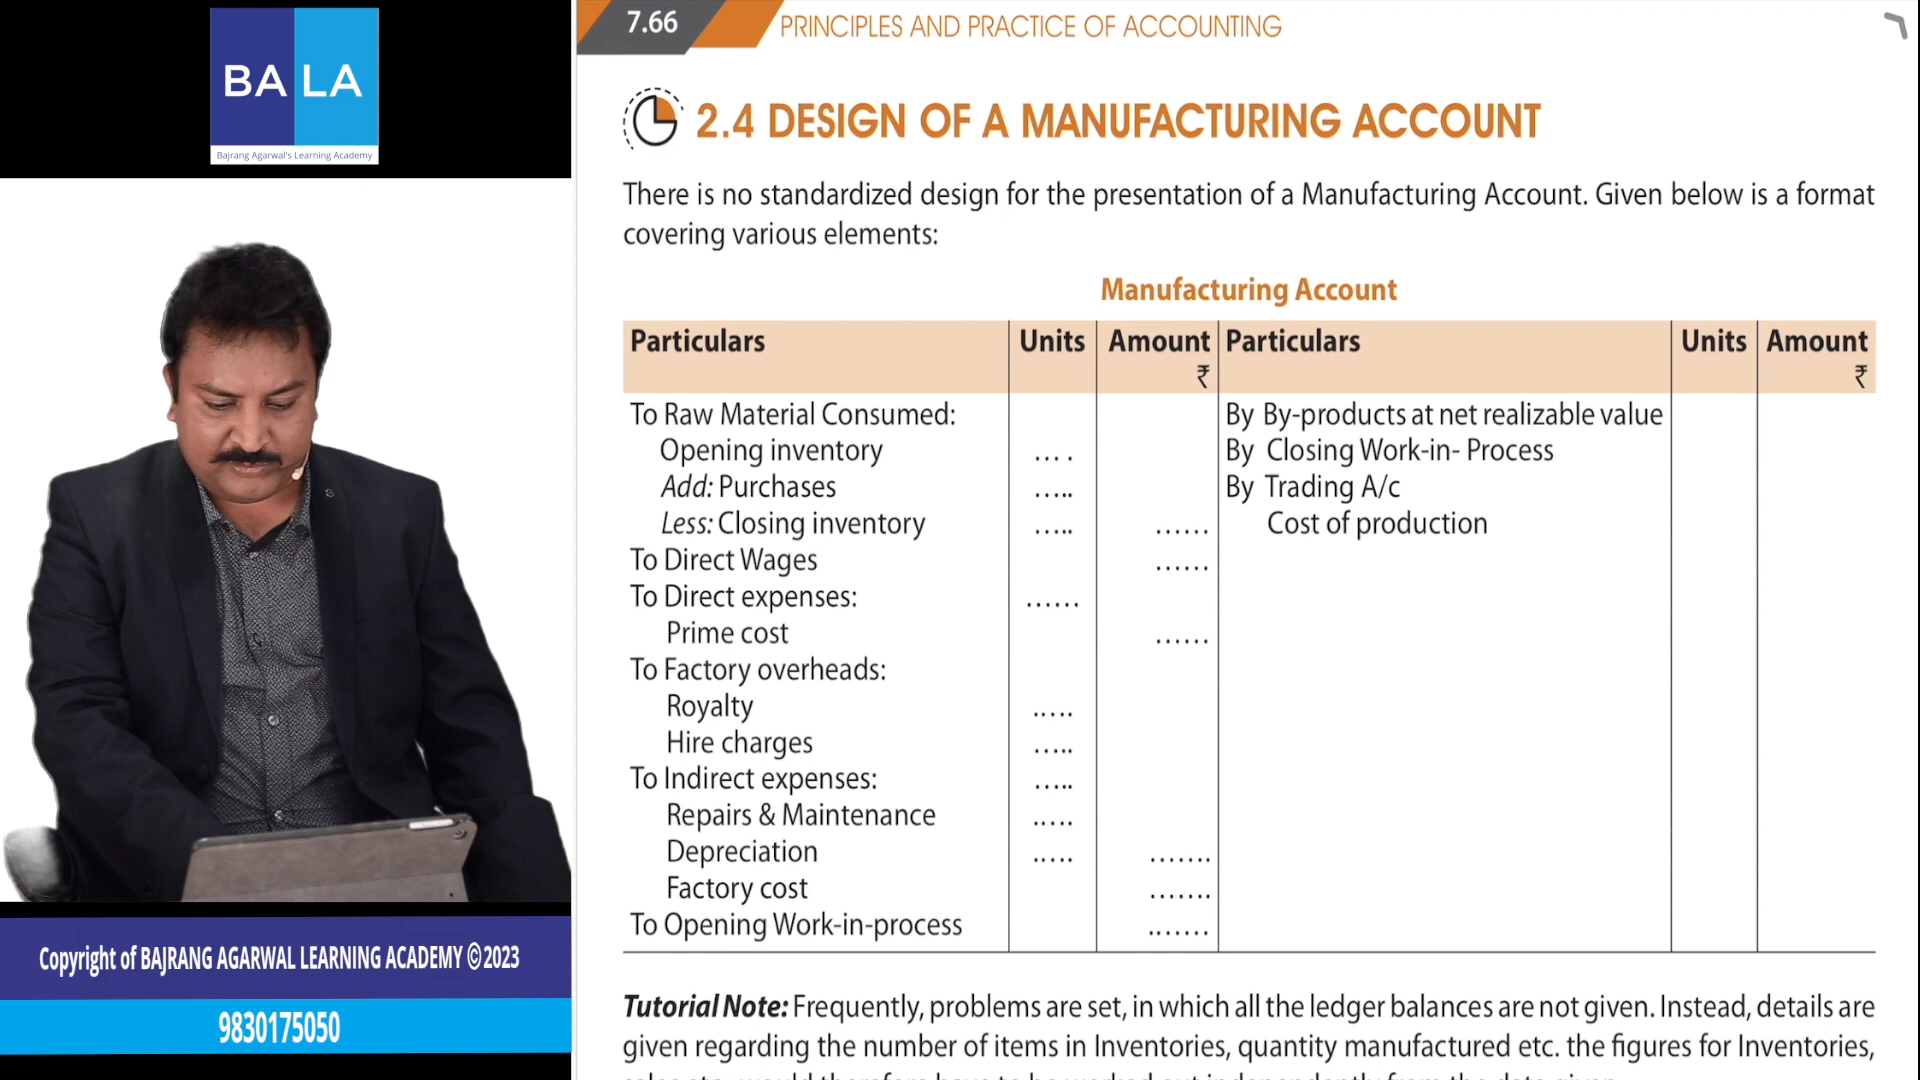 BA LA
Bajrang Agarwal's Learning Academy
Copyright of BAJRANG AGARWAL LEARNING ACADEMY © 2023
9830175050
7.66 PRINCIPLES AND PRACTICE OF ACCOUNTING
2.4 DESIGN OF A MANUFACTURING ACCOUNT
There is no standardized design for the presentation of a Manufacturing Account. Given below is a format
covering various elements:
Manufacturing Account
Particulars Units Amount Particulars Units Amount
₹ ₹
To Raw Material Consumed: By By-products at net realizable value
Opening inventory .... By Closing Work-in- Process
Add: Purchases ..... By Trading A/c
Less: Closing inventory ..... ...... Cost of production
To Direct Wages ......
To Direct expenses: ......
Prime cost ......
To Factory overheads:
Royalty .....
Hire charges .....
To Indirect expenses: .....
Repairs & Maintenance .....
Depreciation ..... .......
Factory cost .......
To Opening Work-in-process .......
Tutorial Note: Frequently, problems are set, in which all the ledger balances are not given. Instead, details are
given regarding the number of items in Inventories, quantity manufactured etc. the figures for Inventories,